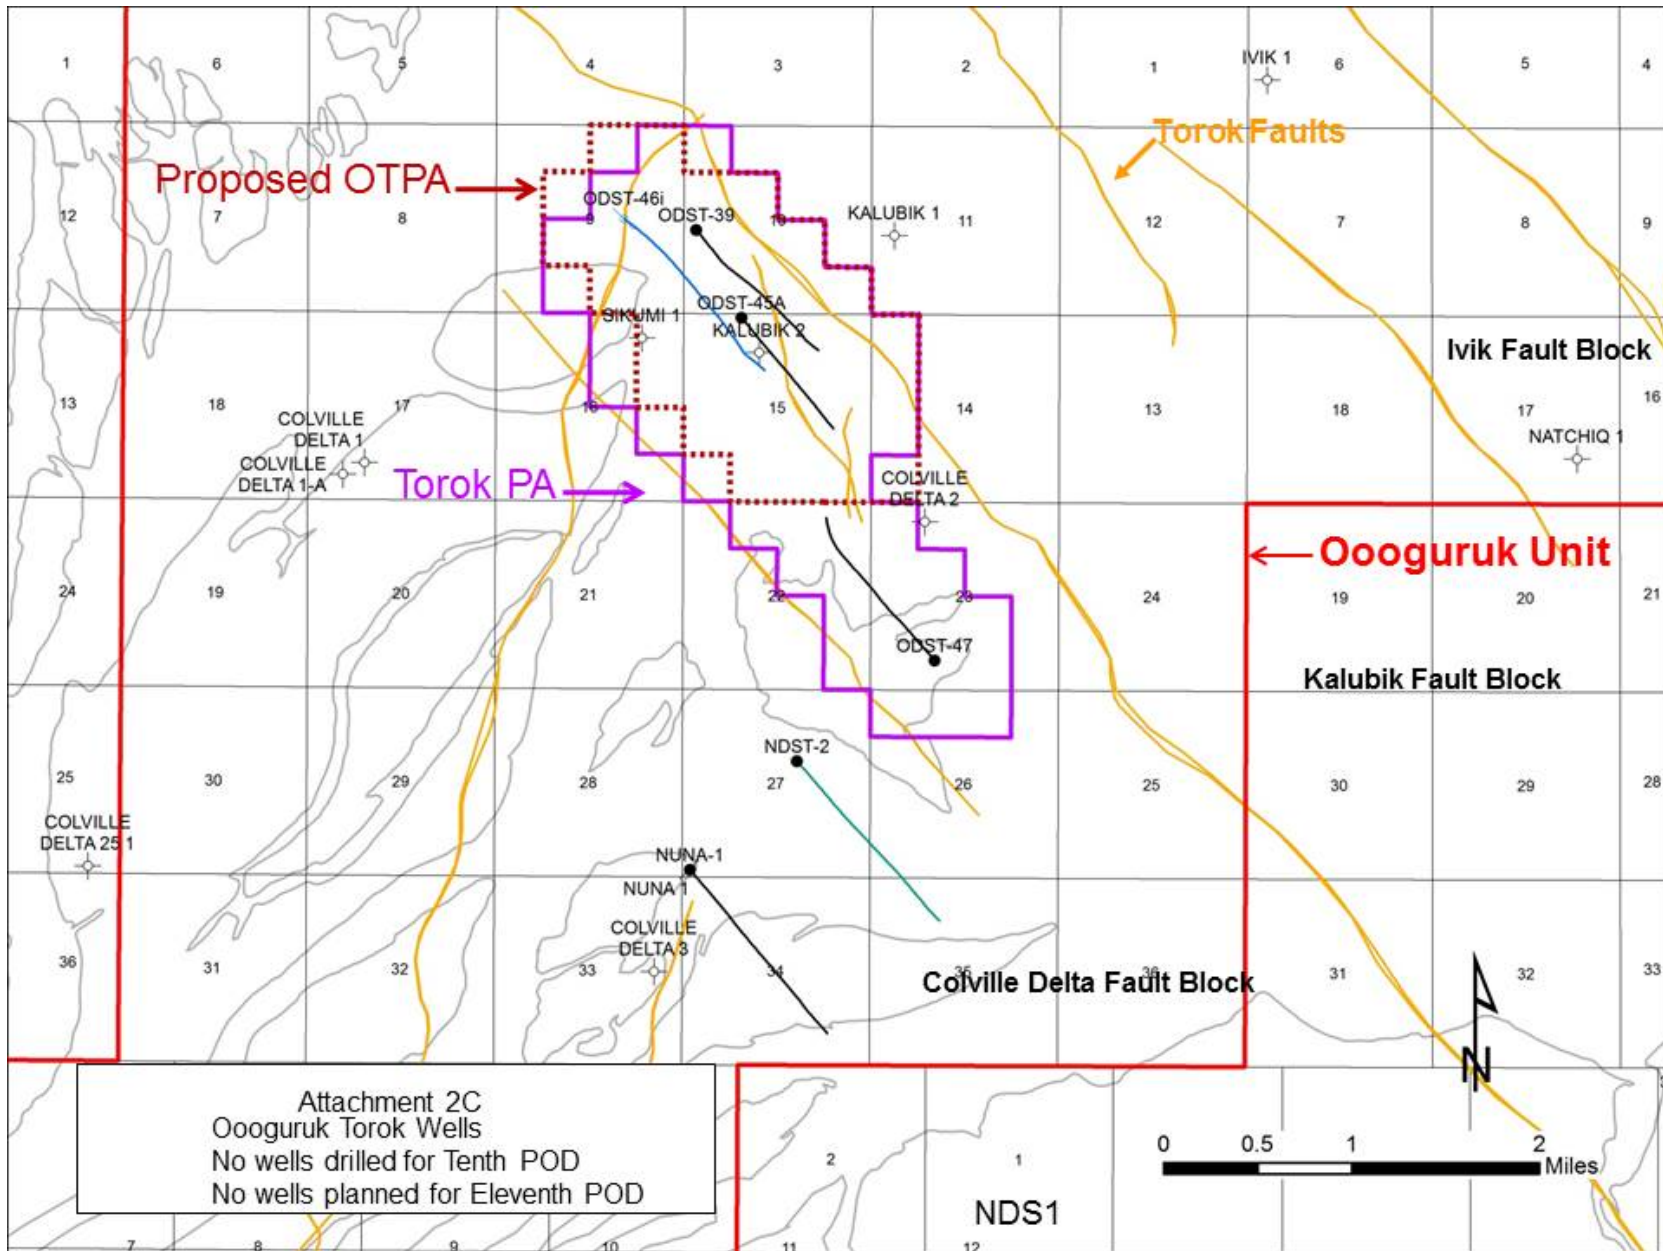 1
6
5
4
3
2
1
IVIK 1
6
5
4
Torok Faults
Proposed OTPA
ODST-46i
ODST-39
KALUBIK 1
12
7
8
9
10
11
12
7
8
9
ODST-45A
SIKUMI 1
KALUBIK 2
Ivik Fault Block
13
18
17
16
15
14
13
18
17
16
COLVILLE
DELTA 1
COLVILLE
DELTA 1-A
NATCHIQ 1
Torok PA
COLVILLE
DELTA 2
Oooguruk Unit
24
19
20
21
22
23
24
19
20
21
ODST-47
Kalubik Fault Block
NDST-2
25
30
29
28
27
26
25
30
29
28
COLVILLE
DELTA 25 1
NUNA-1
NUNA 1
COLVILLE
DELTA 3
36
31
32
33
34
35
36
31
32
33
Colville Delta Fault Block
N
Attachment 2C
Oooguruk Torok Wells
No wells drilled for Tenth POD
No wells planned for Eleventh POD
0
0.5
1
2
Miles
2
1
NDS1
7
8
9
10
11
12